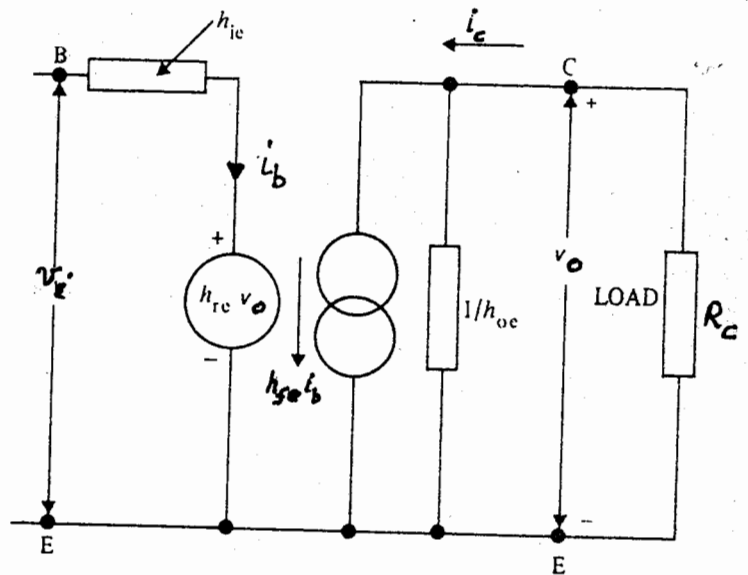 h_ie
i_c
B
C
+
i_b
+
v_i
h_re v_o
1/h_oe
v_o
LOAD
R_c
−
h_fe i_b
−
E
E